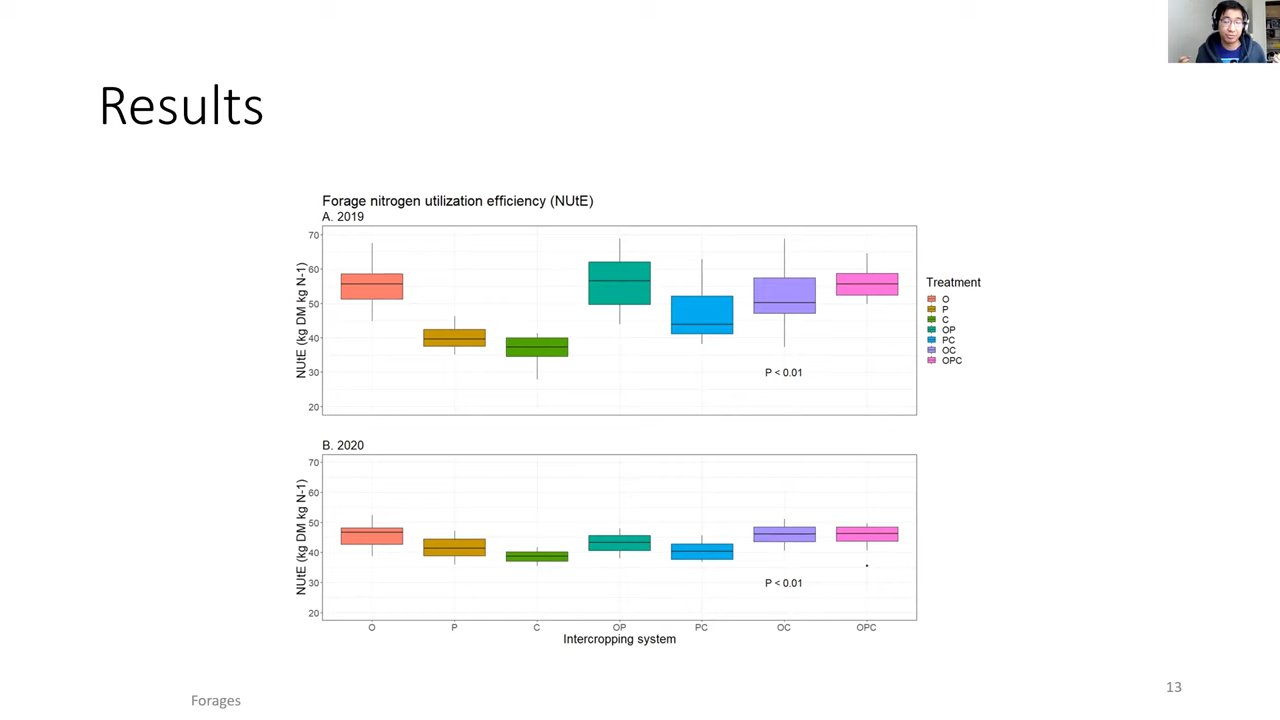 Results
Forage nitrogen utilization efficiency (NUtE)
A. 2019
NUtE (kg DM kg N-1)
70
60
50
40
30
20
P < 0.01
Treatment
O
P
C
OP
PC
OC
OPC
B. 2020
NUtE (kg DM kg N-1)
70
60
50
40
30
20
P < 0.01
O P C OP PC OC OPC
Intercropping system
Forages
13